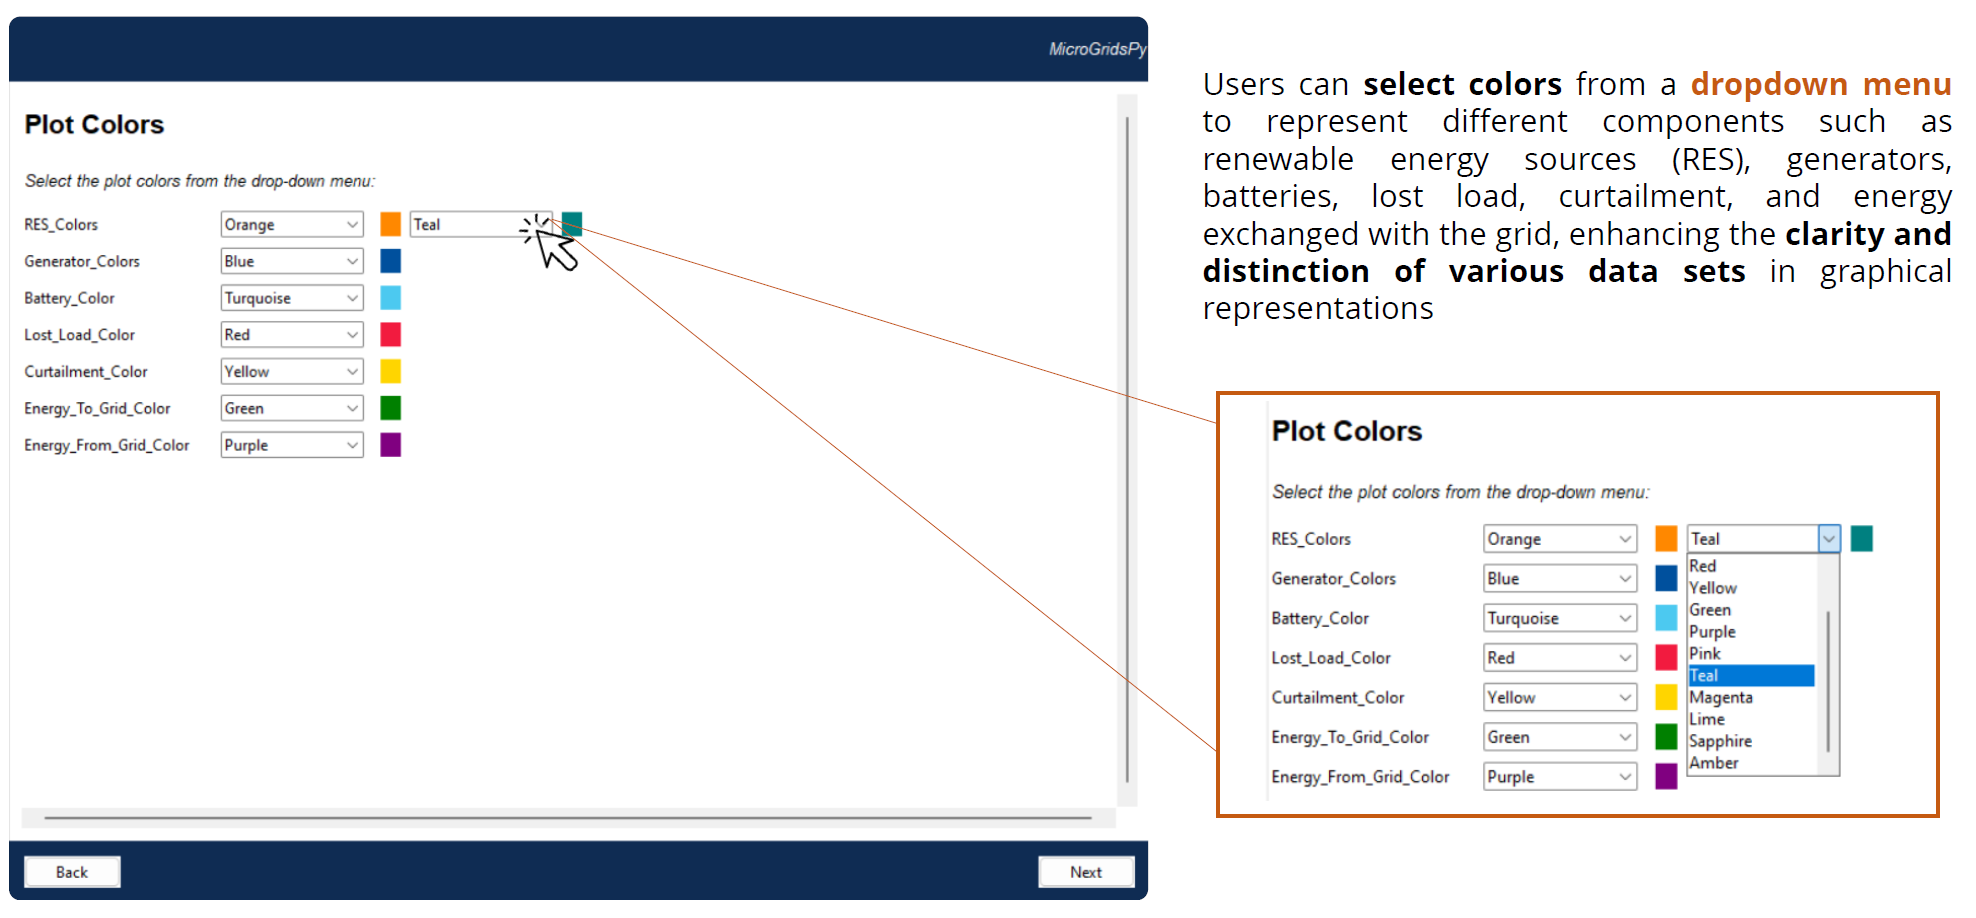 MicroGridsPy
Plot Colors
Select the plot colors from the drop-down menu:
RES_Colors Orange Teal
Generator_Colors Blue
Battery_Color Turquoise
Lost_Load_Color Red
Curtailment_Color Yellow
Energy_To_Grid_Color Green
Energy_From_Grid_Color Purple
Back Next
Users can select colors from a dropdown menu
to represent different components such as
renewable energy sources (RES), generators,
batteries, lost load, curtailment, and energy
exchanged with the grid, enhancing the clarity and
distinction of various data sets in graphical
representations
Plot Colors
Select the plot colors from the drop-down menu:
RES_Colors Orange Teal
Generator_Colors Blue
Battery_Color Turquoise
Lost_Load_Color Red
Curtailment_Color Yellow
Energy_To_Grid_Color Green
Energy_From_Grid_Color Purple
Red
Yellow
Green
Purple
Pink
Teal
Magenta
Lime
Sapphire
Amber